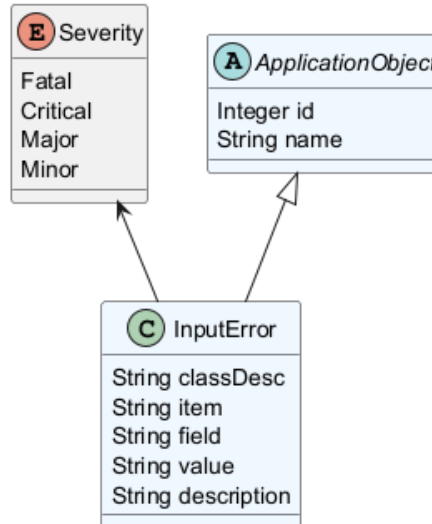 E Severity
Fatal
Critical
Major
Minor
A ApplicationObject
Integer id
String name
C InputError
String classDesc
String item
String field
String value
String description